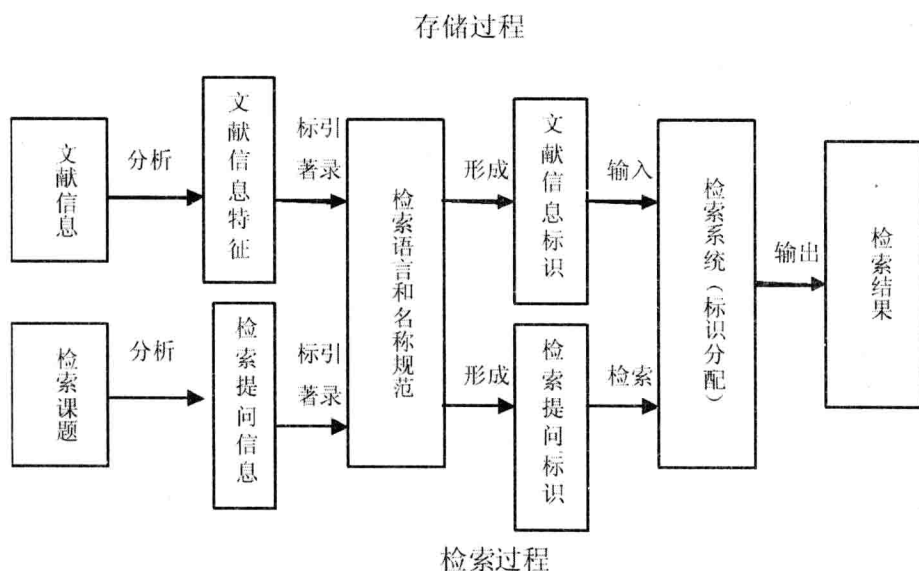 存储过程
文献信息
分析
文献信息特征
标引
著录
检索语言和名称规范
形成
文献信息标识
输入
检索系统（标识分配）
输出
检索结果
检索课题
分析
检索提问信息
标引
著录
形成
检索提问标识
检索
检索过程